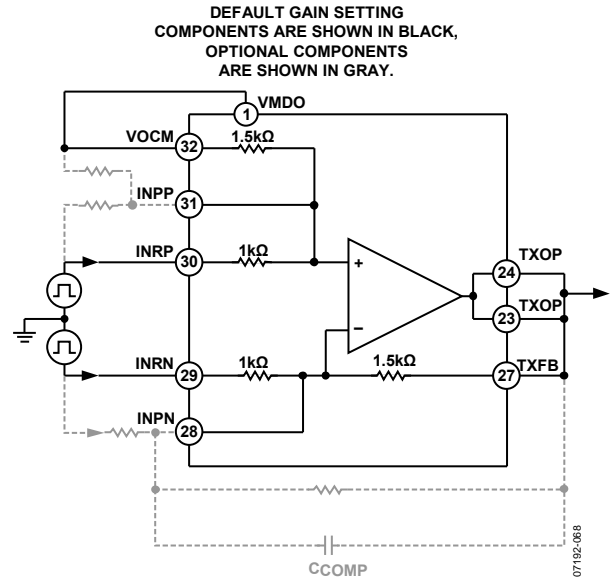 DEFAULT GAIN SETTING
COMPONENTS ARE SHOWN IN BLACK,
OPTIONAL COMPONENTS
ARE SHOWN IN GRAY.
1 VMDO
VOCM 32 1.5kΩ
INPP 31
INRP 30 1kΩ
+
24 TXOP
23 TXOP
−
INRN 29 1kΩ 1.5kΩ 27 TXFB
INPN 28
CCOMP
07192-068